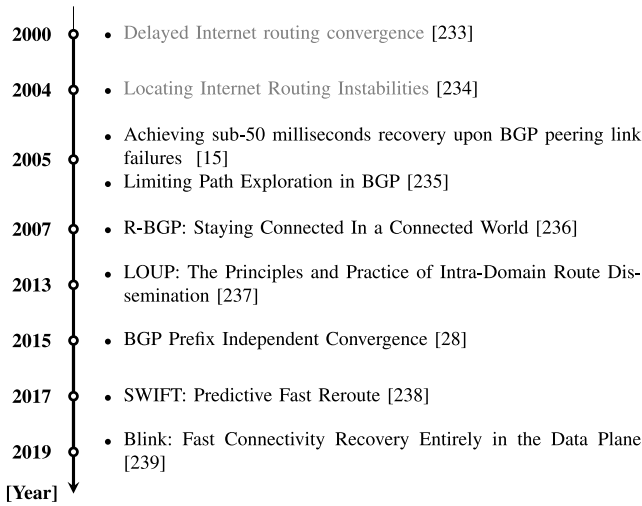 2000 • Delayed Internet routing convergence [233]
2004 • Locating Internet Routing Instabilities [234]
• Achieving sub-50 milliseconds recovery upon BGP peering link
2005 failures [15]
• Limiting Path Exploration in BGP [235]
2007 • R-BGP: Staying Connected In a Connected World [236]
• LOUP: The Principles and Practice of Intra-Domain Route Dis-
2013 semination [237]
2015 • BGP Prefix Independent Convergence [28]
2017 • SWIFT: Predictive Fast Reroute [238]
• Blink: Fast Connectivity Recovery Entirely in the Data Plane
2019 [239]
[Year]